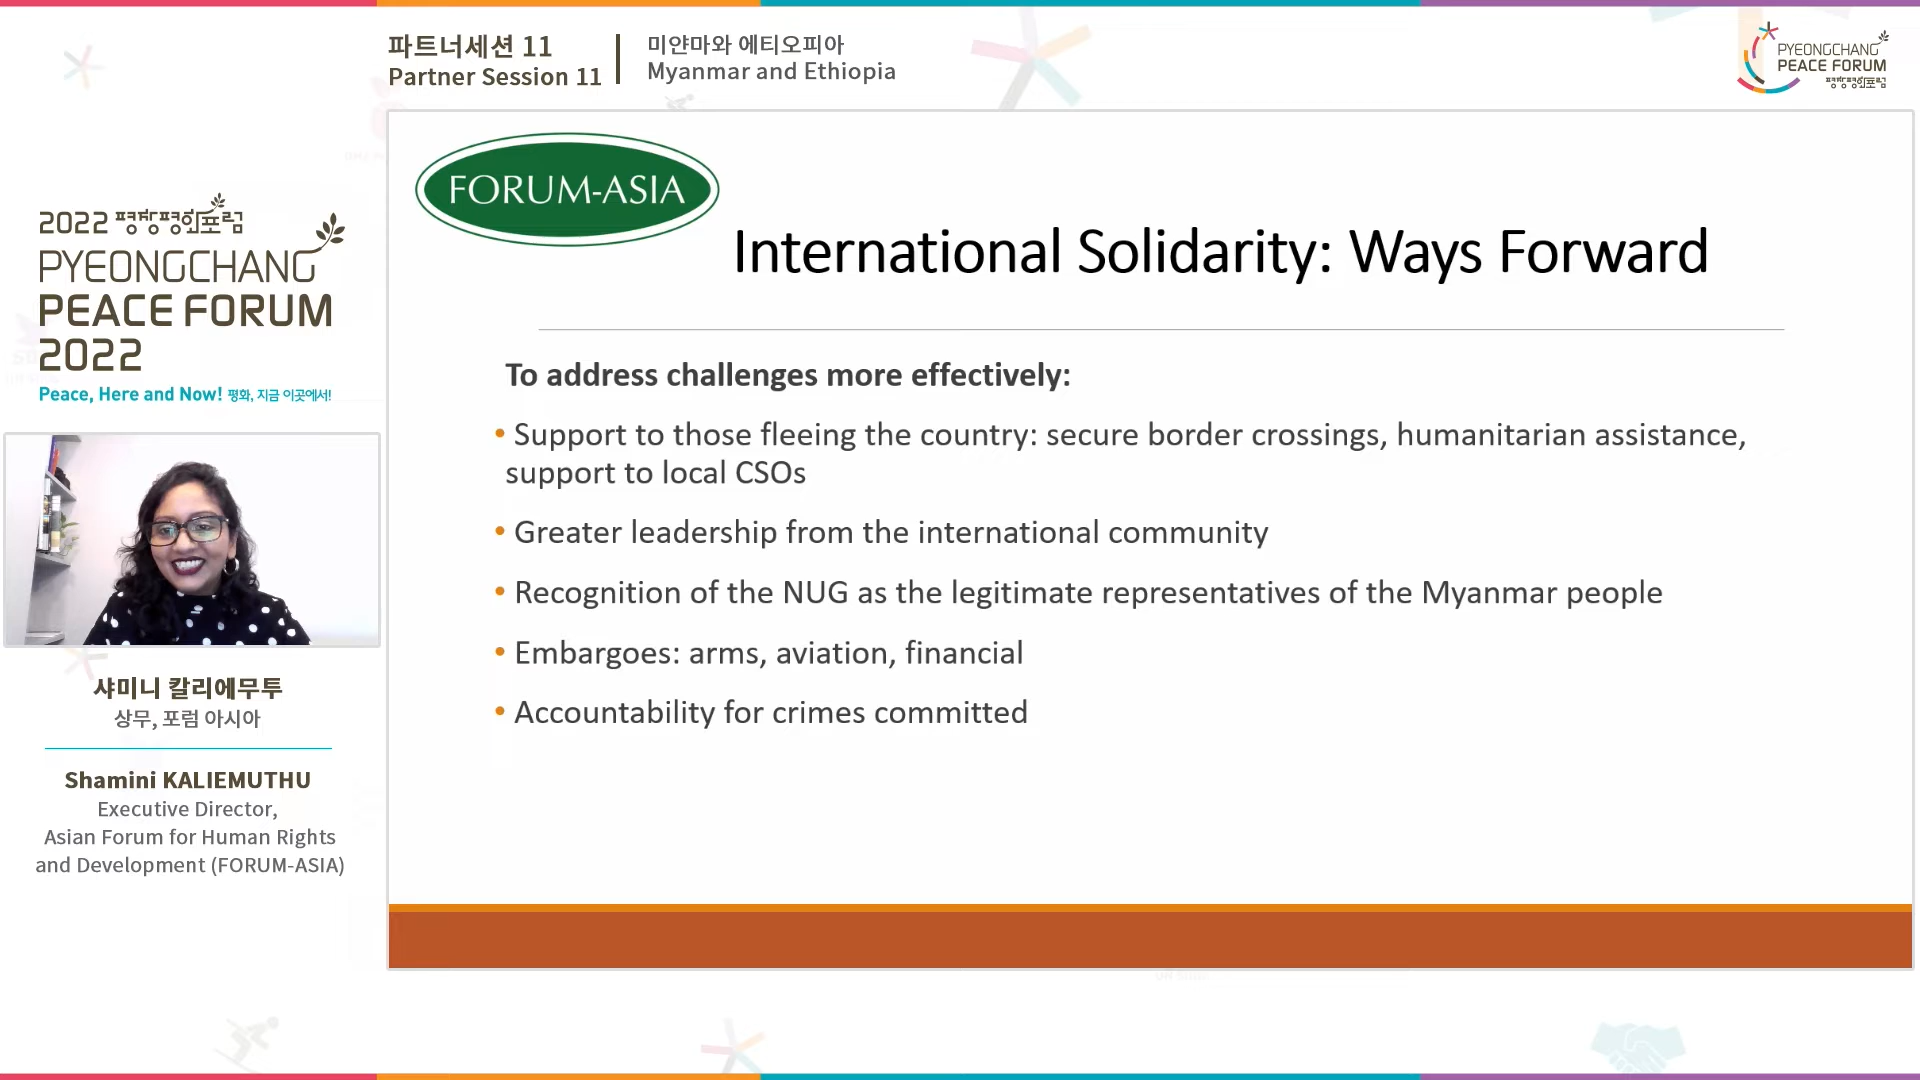 파트너세션 11
Partner Session 11
미얀마와 에티오피아
Myanmar and Ethiopia
PYEONGCHANG
PEACE FORUM
평창평화포럼
2022 평창평화포럼
PYEONGCHANG
PEACE FORUM
2022
Peace, Here and Now! 평화, 지금 이곳에서!
샤미니 칼리에무투
상무, 포럼 아시아
Shamini KALIEMUTHU
Executive Director,
Asian Forum for Human Rights
and Development (FORUM-ASIA)
FORUM-ASIA
International Solidarity: Ways Forward
To address challenges more effectively:
• Support to those fleeing the country: secure border crossings, humanitarian assistance,
support to local CSOs
• Greater leadership from the international community
• Recognition of the NUG as the legitimate representatives of the Myanmar people
• Embargoes: arms, aviation, financial
• Accountability for crimes committed